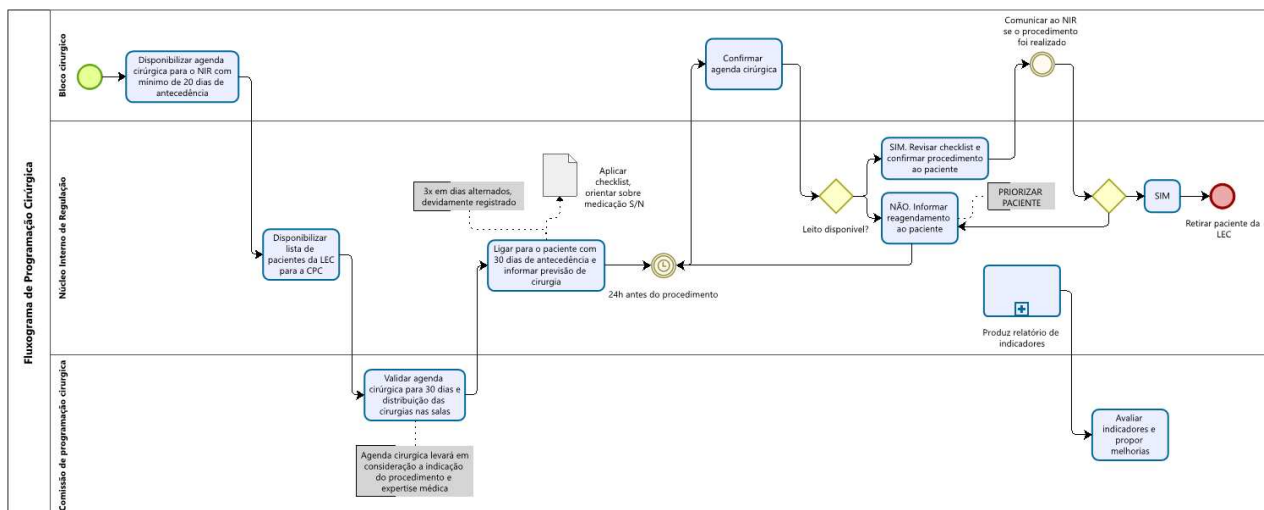 Fluxograma de Programação Cirúrgica
Bloco cirurgico
Disponibilizar agenda
cirúrgica para o NIR com
mínimo de 20 dias de
antecedência
Confirmar
agenda cirúrgica
Comunicar ao NIR
se o procedimento
foi realizado
Núcleo Interno de Regulação
Disponibilizar
lista de
pacientes da LEC
para a CPC
3x em dias alternados,
devidamente registrado
Aplicar
checklist,
orientar sobre
medicação S/N
Ligar para o paciente com
30 dias de antecedência e
informar previsão de
cirurgia
24h antes do procedimento
Leito disponivel?
SIM. Revisar checklist e
confirmar procedimento
ao paciente
NÃO. Informar
reagendamento
ao paciente
PRIORIZAR
PACIENTE
SIM
Retirar paciente da
LEC
Produz relatório de
indicadores
Comissão de programação cirurgica
Validar agenda
cirúrgica para 30 dias e
distribuição das
cirurgias nas salas
Agenda cirurgica levará em
consideração a indicação
do procedimento e
expertise médica
Avaliar
indicadores e
propor
melhorias